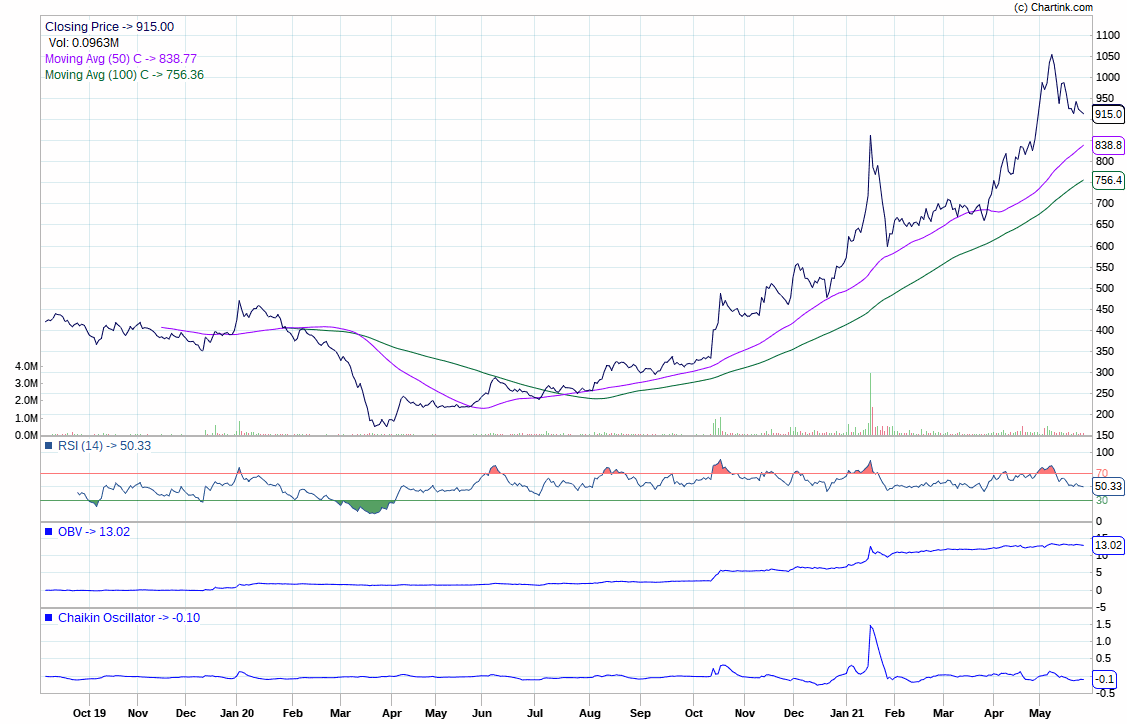 (c) Chartink.com
Closing Price -> 915.00
Vol: 0.0963M
Moving Avg (50) C -> 838.77
Moving Avg (100) C -> 756.36
1100
1050
1000
950
915.0
838.8
800
756.4
700
650
600
550
500
450
400
350
300
250
200
150
4.0M
3.0M
2.0M
1.0M
0.0M
RSI (14) -> 50.33
100
70
50.33
30
0
OBV -> 13.02
15
13.02
10
5
0
-5
Chaikin Oscillator -> -0.10
1.5
1.0
0.5
-0.1
-0.5
Oct 19 Nov Dec Jan 20 Feb Mar Apr May Jun Jul Aug Sep Oct Nov Dec Jan 21 Feb Mar Apr May